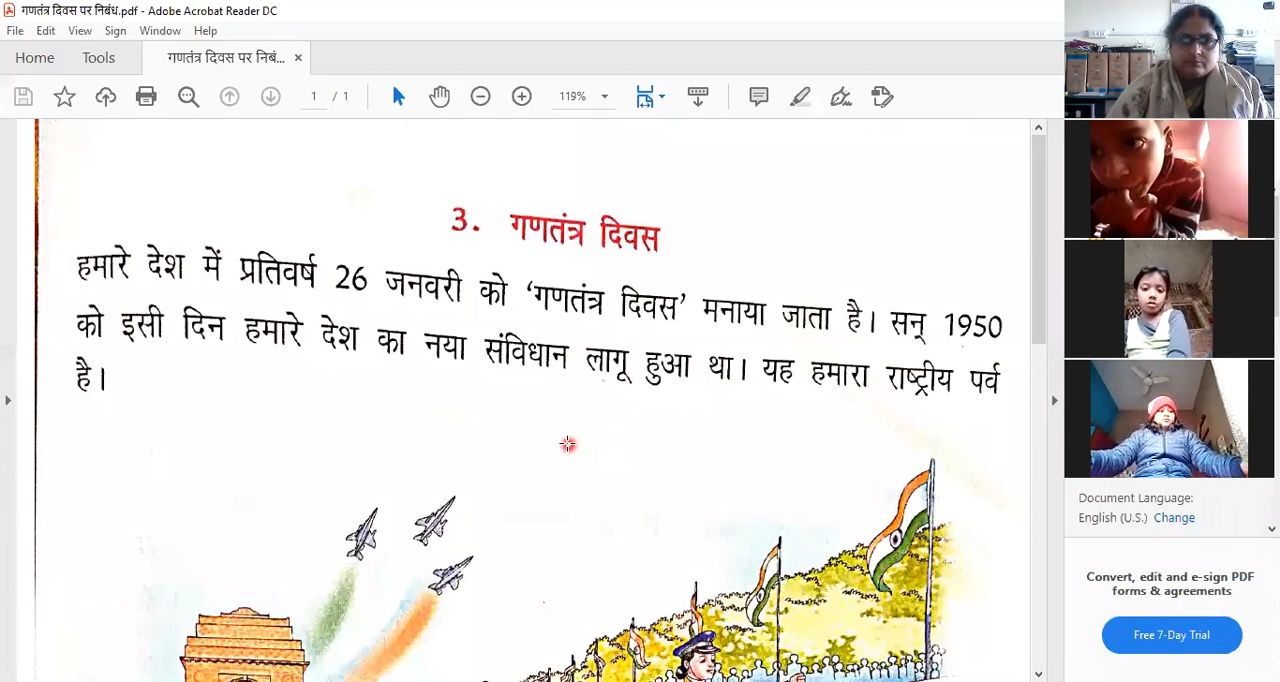 गणतंत्र दिवस पर निबंध.pdf - Adobe Acrobat Reader DC
File Edit View Sign Window Help
Home Tools गणतंत्र दिवस पर निबं... ×
1 / 1 119%
3. गणतंत्र दिवस
हमारे देश में प्रतिवर्ष 26 जनवरी को ‘गणतंत्र दिवस’ मनाया जाता है। सन् 1950
को इसी दिन हमारे देश का नया संविधान लागू हुआ था। यह हमारा राष्ट्रीय पर्व
है।
Document Language:
English (U.S.) Change
Convert, edit and e-sign PDF
forms & agreements
Free 7-Day Trial